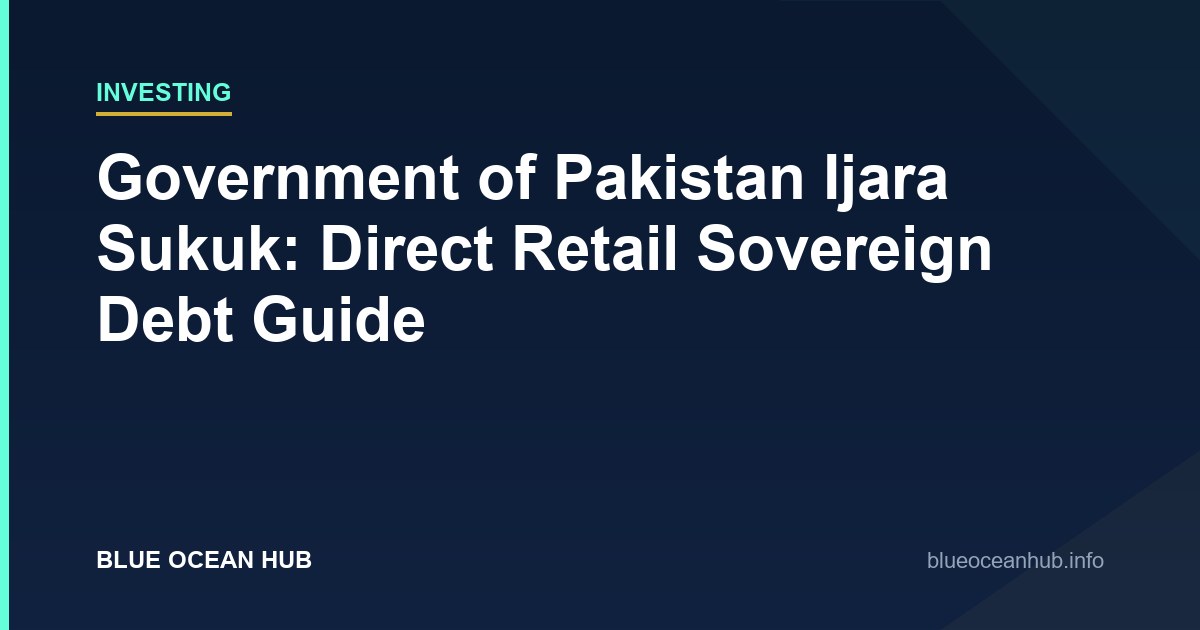 INVESTING
Government of Pakistan Ijara
Sukuk: Direct Retail Sovereign
Debt Guide
BLUE OCEAN HUB
blueoceanhub.info